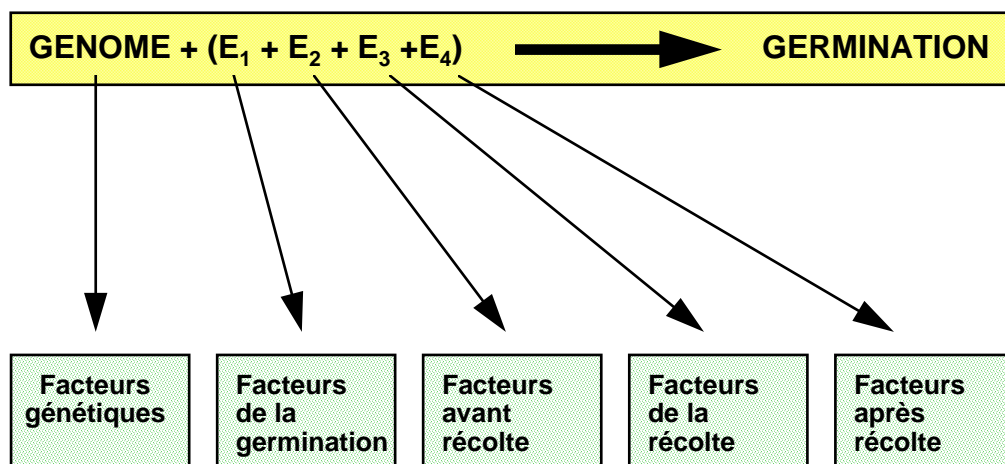 GENOME + (E₁ + E₂ + E₃ +E₄) GERMINATION
Facteurs
génétiques
Facteurs
de la
germination
Facteurs
avant
récolte
Facteurs
de la
récolte
Facteurs
après
récolte